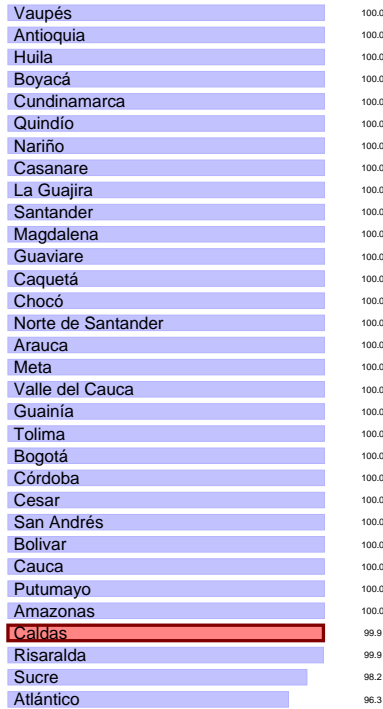 Vaupés 100.0
Antioquia 100.0
Huila 100.0
Boyacá 100.0
Cundinamarca 100.0
Quindío 100.0
Nariño 100.0
Casanare 100.0
La Guajira 100.0
Santander 100.0
Magdalena 100.0
Guaviare 100.0
Caquetá 100.0
Chocó 100.0
Norte de Santander 100.0
Arauca 100.0
Meta 100.0
Valle del Cauca 100.0
Guainía 100.0
Tolima 100.0
Bogotá 100.0
Córdoba 100.0
Cesar 100.0
San Andrés 100.0
Bolivar 100.0
Cauca 100.0
Putumayo 100.0
Amazonas 100.0
Caldas 99.9
Risaralda 99.9
Sucre 98.2
Atlántico 96.3